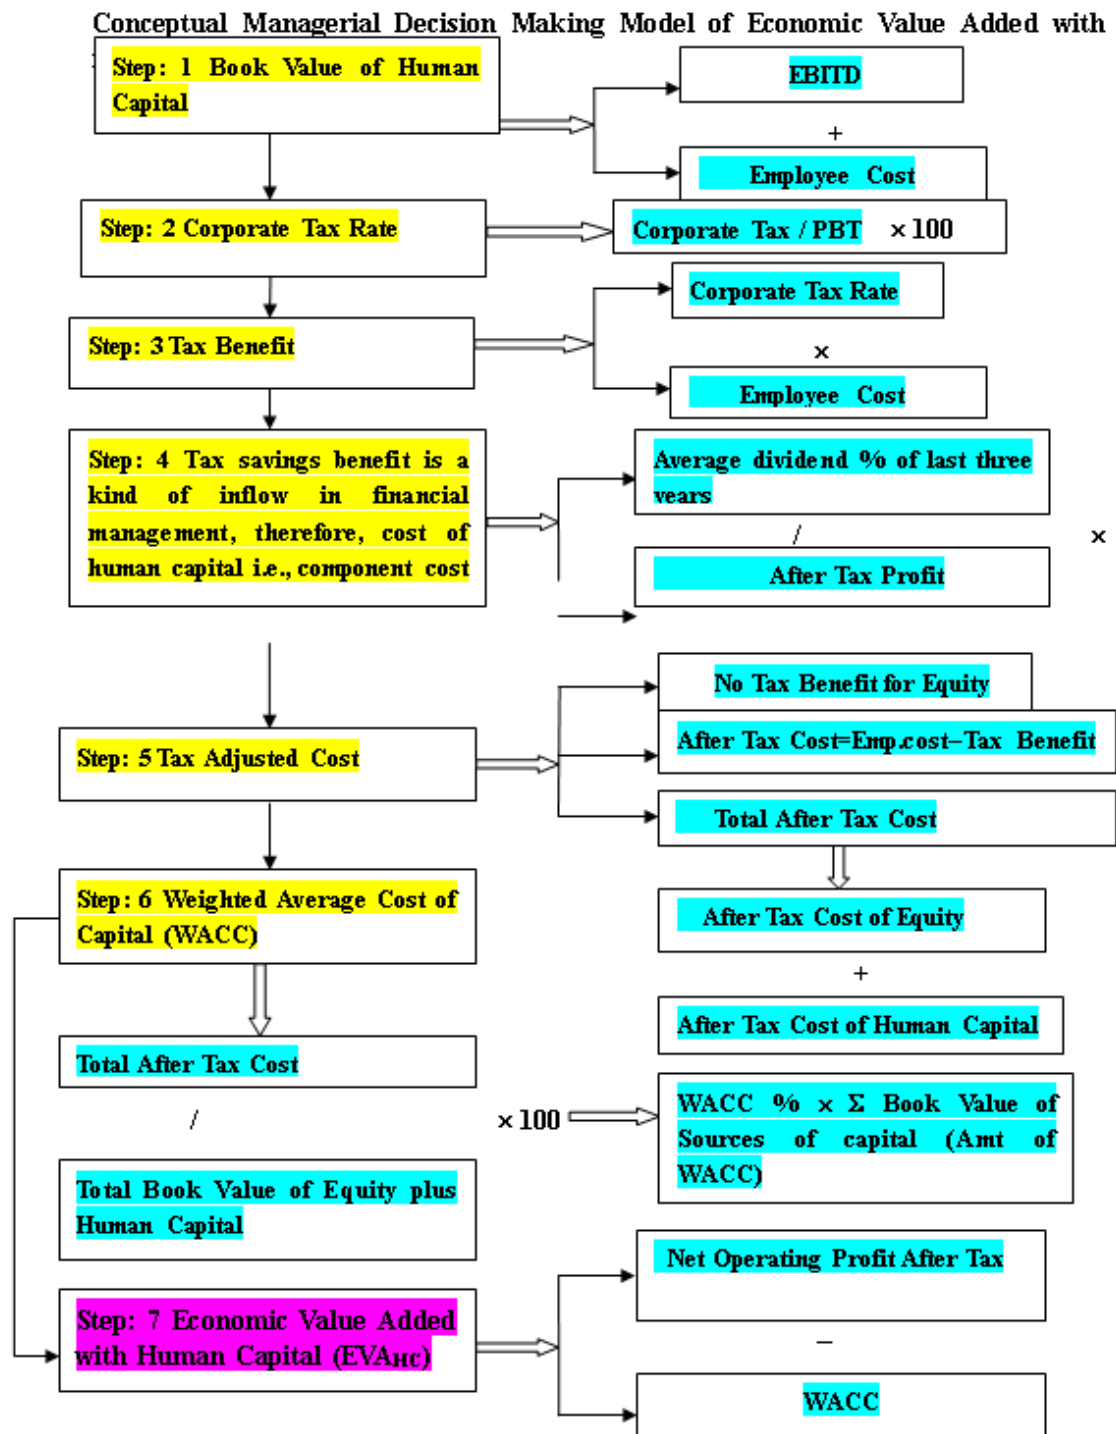 Conceptual Managerial Decision Making Model of Economic Value Added with
Step: 1 Book Value of Human
Capital
EBITD
+
Employee Cost
Step: 2 Corporate Tax Rate
Corporate Tax / PBT × 100
Step: 3 Tax Benefit
Corporate Tax Rate
×
Employee Cost
Step: 4 Tax savings benefit is a
kind of inflow in financial
management, therefore, cost of
human capital i.e., component cost
Average dividend % of last three
years
/ ×
After Tax Profit
Step: 5 Tax Adjusted Cost
No Tax Benefit for Equity
After Tax Cost=Emp.cost–Tax Benefit
Total After Tax Cost
Step: 6 Weighted Average Cost of
Capital (WACC)
After Tax Cost of Equity
+
After Tax Cost of Human Capital
Total After Tax Cost
/ × 100
Total Book Value of Equity plus
Human Capital
WACC % x Σ Book Value of
Sources of capital (Amt of
WACC)
Step: 7 Economic Value Added
with Human Capital (EVAHC)
Net Operating Profit After Tax
–
WACC